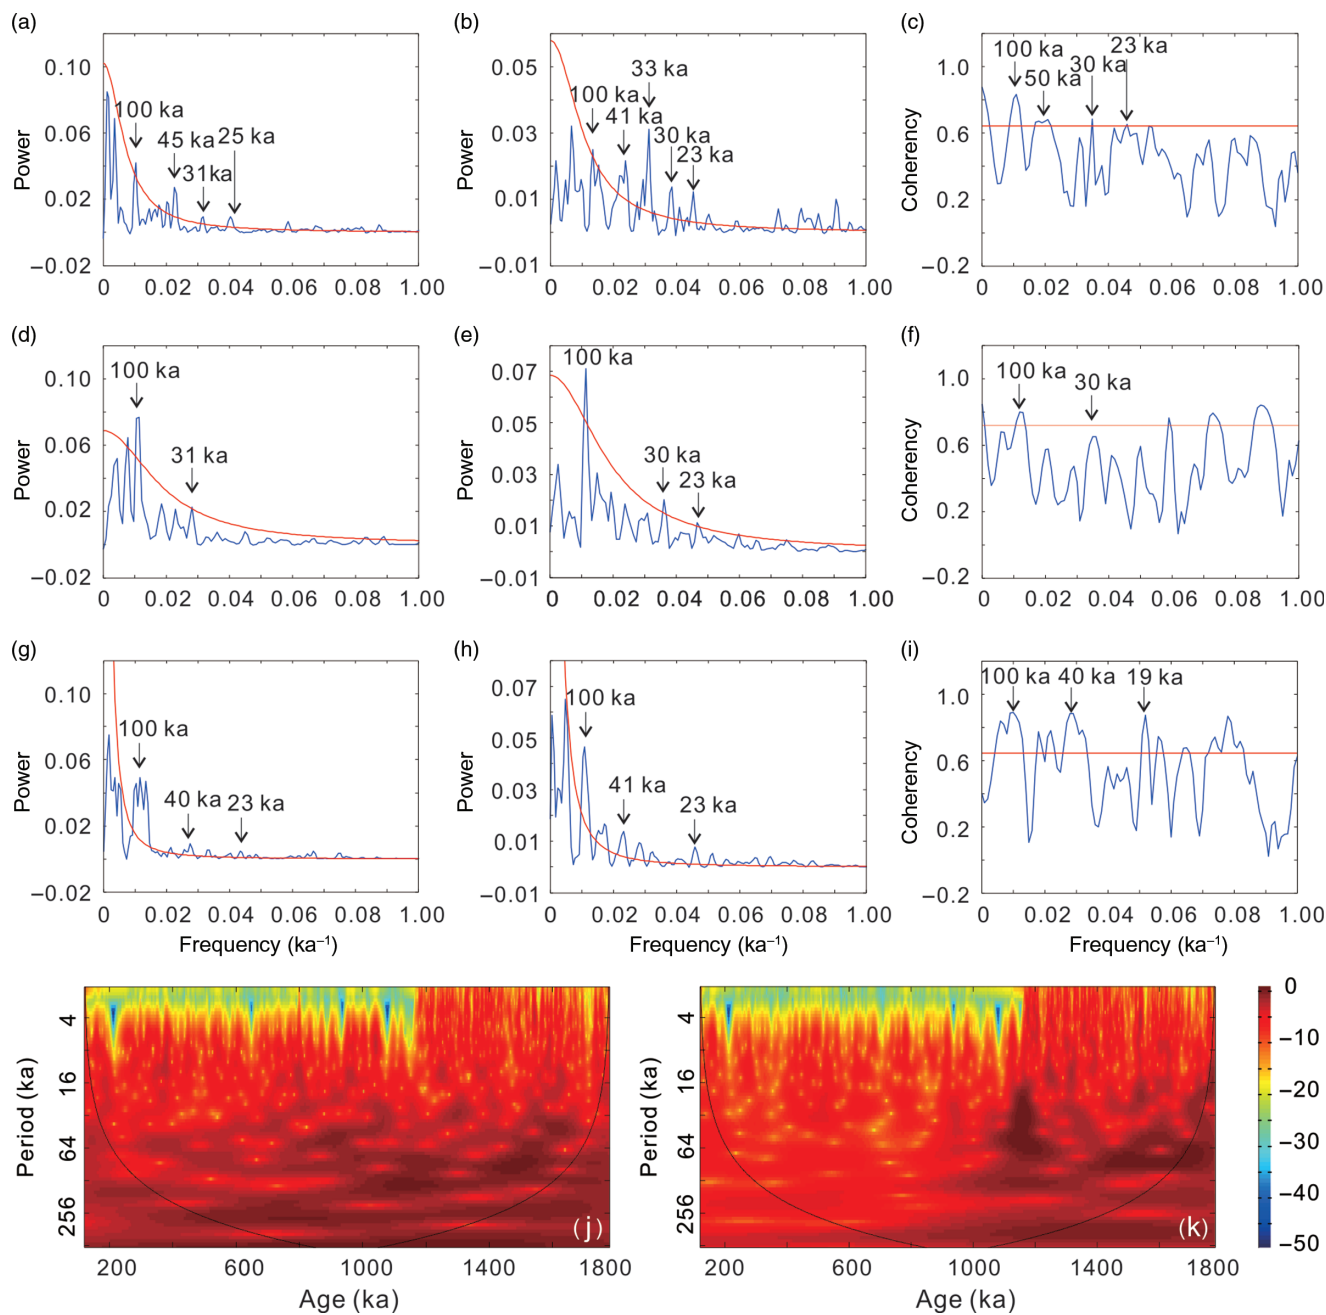 (a)
(b)
(c)
0.10
0.06
0.02
−0.02
Power
100 ka
45 ka
31ka
25 ka
0 0.02 0.04 0.06 0.08 1.00
0.05
0.03
0.01
−0.01
Power
100 ka
41 ka
33 ka
30 ka
23 ka
0 0.02 0.04 0.06 0.08 1.00
1.0
0.6
0.2
−0.2
Coherency
100 ka
50 ka
30 ka
23 ka
0 0.02 0.04 0.06 0.08 1.00
(d)
(e)
(f)
0.10
0.06
0.02
−0.02
Power
100 ka
31 ka
0 0.02 0.04 0.06 0.08 1.00
0.07
0.05
0.03
0.01
−0.01
Power
100 ka
30 ka
23 ka
0 0.02 0.04 0.06 0.08 1.00
1.0
0.6
0.2
−0.2
Coherency
100 ka
30 ka
0 0.02 0.04 0.06 0.08 1.00
(g)
(h)
(i)
0.10
0.06
0.02
−0.02
Power
100 ka
40 ka
23 ka
0 0.02 0.04 0.06 0.08 1.00
Frequency (ka⁻¹)
0.07
0.05
0.03
0.01
−0.01
Power
100 ka
41 ka
23 ka
0 0.02 0.04 0.06 0.08 1.00
Frequency (ka⁻¹)
1.0
0.6
0.2
−0.2
Coherency
100 ka
40 ka
19 ka
0 0.02 0.04 0.06 0.08 1.00
Frequency (ka⁻¹)
4
16
64
256
Period (ka)
(j)
200 600 1000 1400 1800
Age (ka)
4
16
64
256
Period (ka)
(k)
200 600 1000 1400 1800
Age (ka)
0
−10
−20
−30
−40
−50